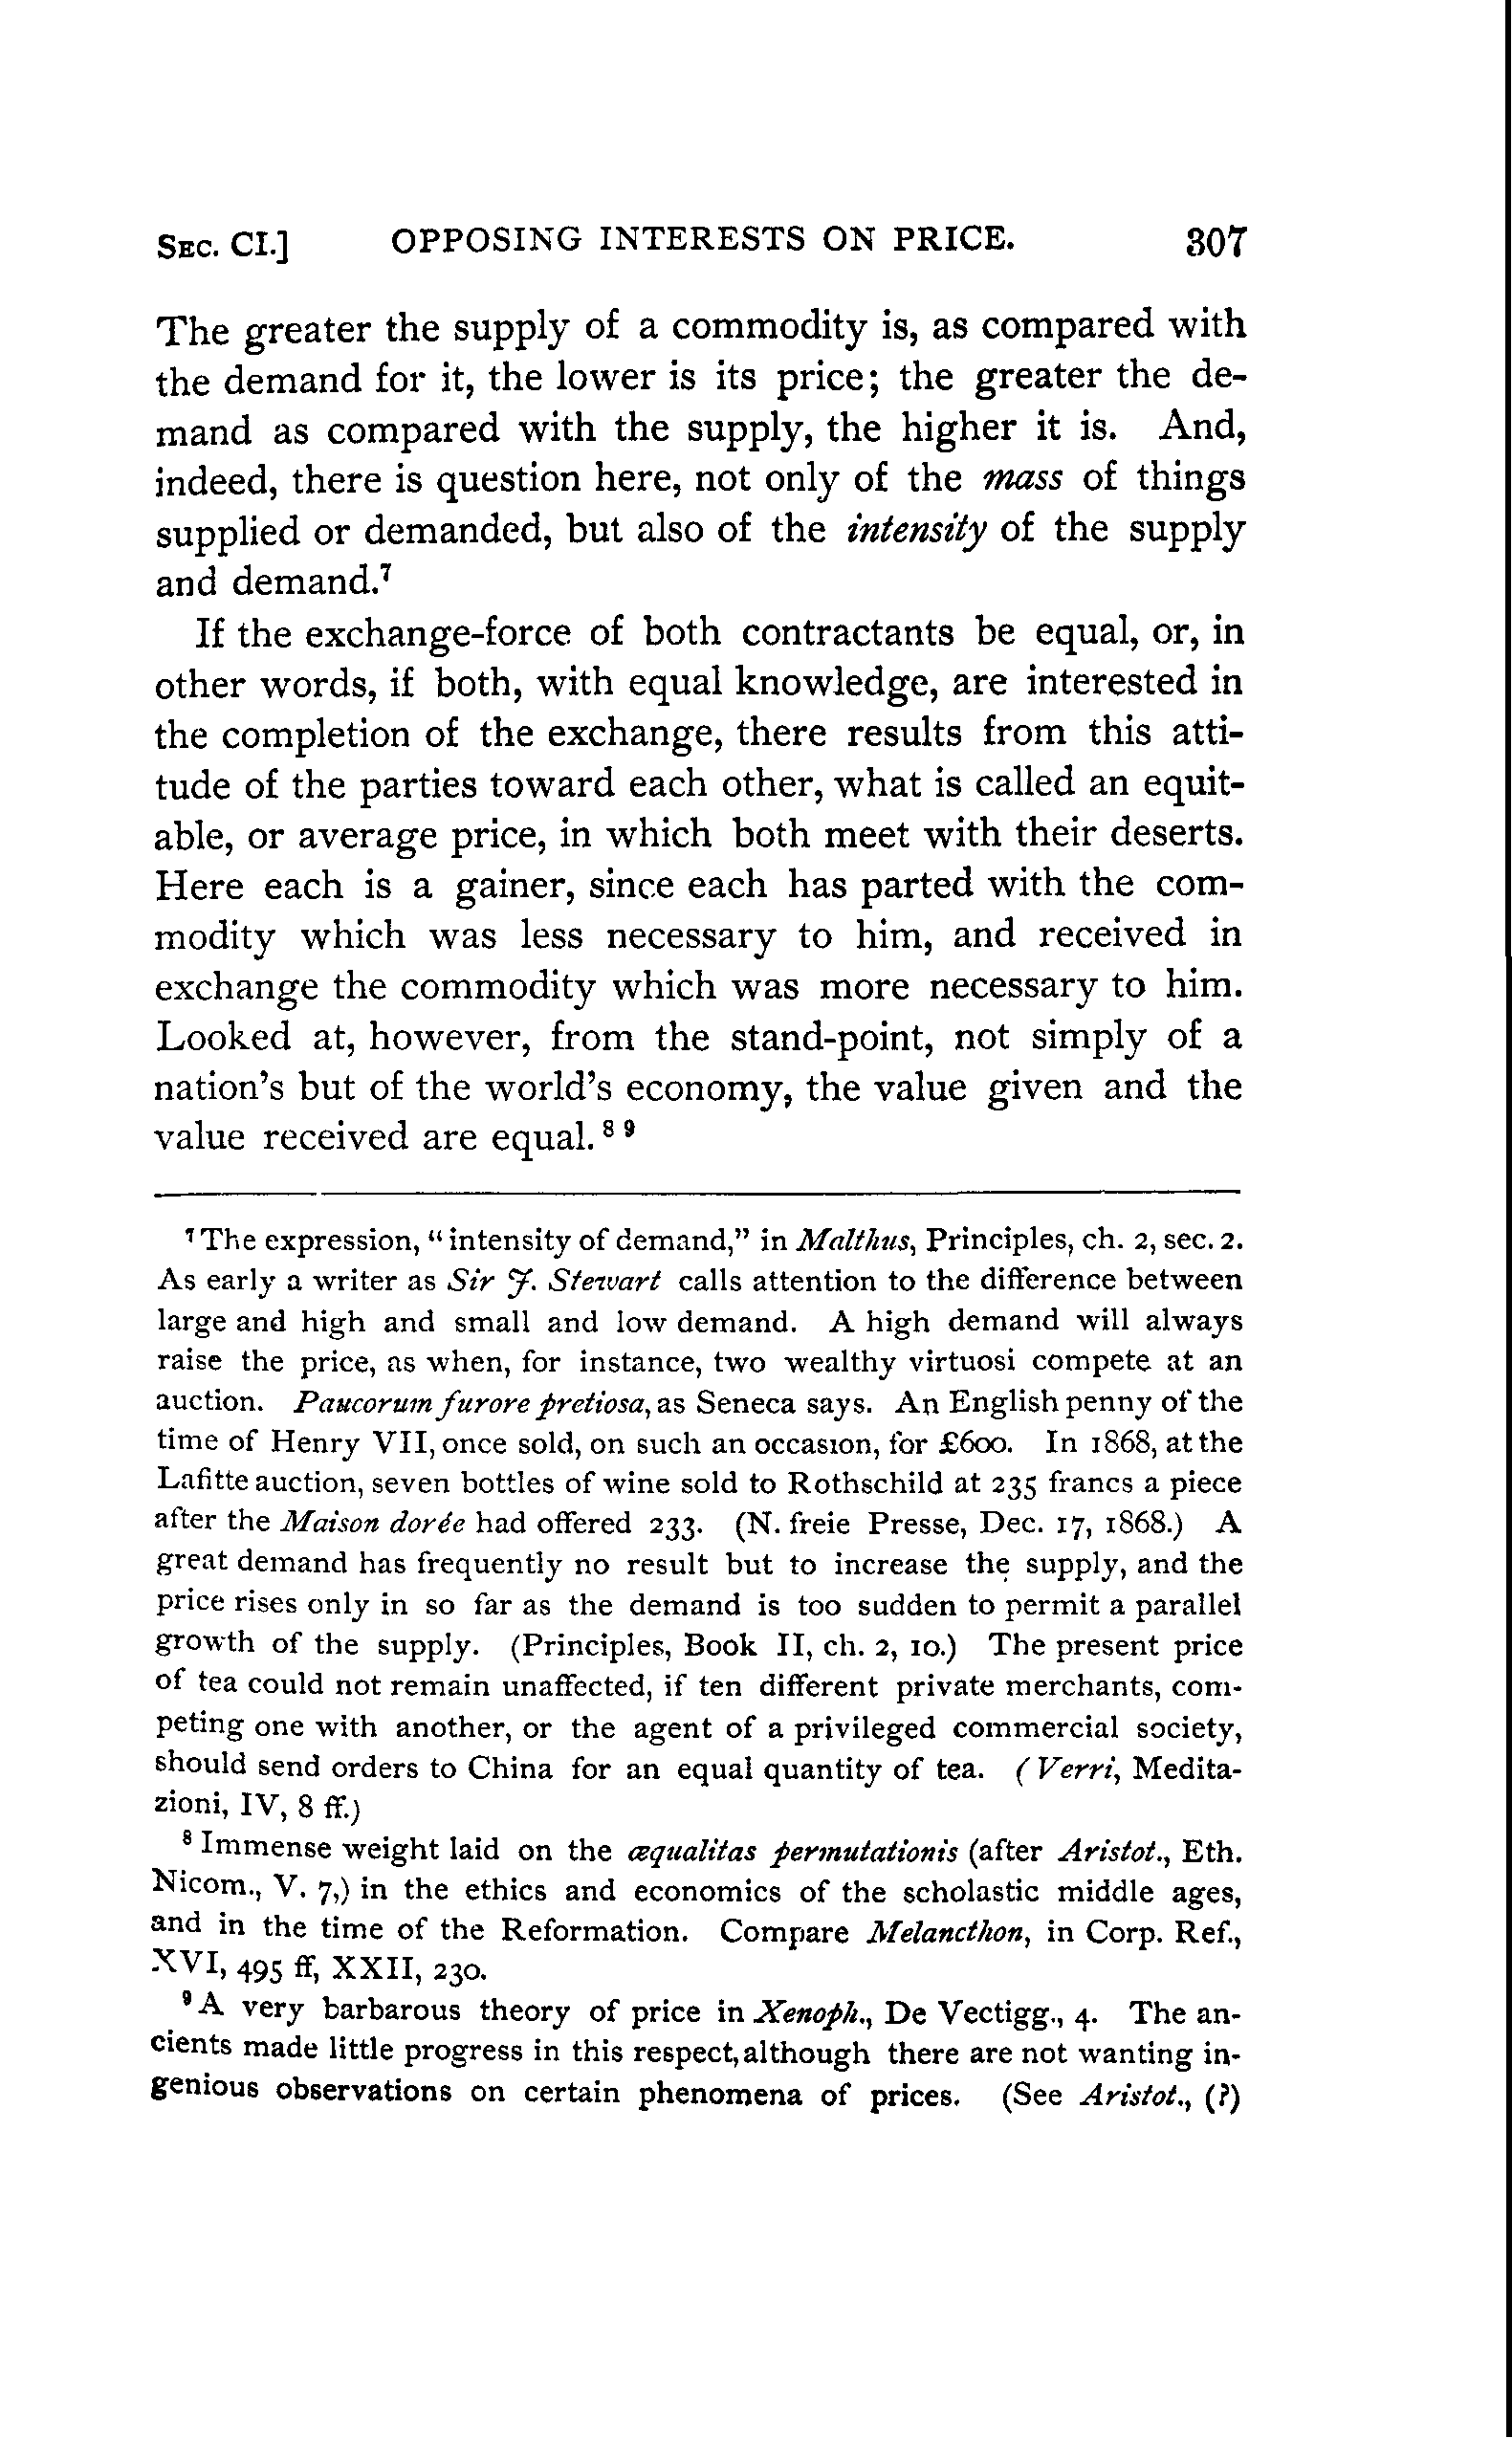 SEC. CI.] OPPOSING INTERESTS ON PRICE. 307
The greater the supply of a commodity is, as compared with
the demand for it, the lower is its price; the greater the de-
mand as compared with the supply, the higher it is. And,
indeed, there is question here, not only of the mass of things
supplied or demanded, but also of the intensity of the supply
and demand.⁷
If the exchange-force of both contractants be equal, or, in
other words, if both, with equal knowledge, are interested in
the completion of the exchange, there results from this atti-
tude of the parties toward each other, what is called an equit-
able, or average price, in which both meet with their deserts.
Here each is a gainer, since each has parted with the com-
modity which was less necessary to him, and received in
exchange the commodity which was more necessary to him.
Looked at, however, from the stand-point, not simply of a
nation's but of the world's economy, the value given and the
value received are equal.⁸ ⁹
⁷ The expression, "intensity of demand," in Malthus, Principles, ch. 2, sec. 2.
As early a writer as Sir J. Stewart calls attention to the difference between
large and high and small and low demand. A high demand will always
raise the price, as when, for instance, two wealthy virtuosi compete at an
auction. Paucorum furore pretiosa, as Seneca says. An English penny of the
time of Henry VII, once sold, on such an occasion, for £600. In 1868, at the
Lafitte auction, seven bottles of wine sold to Rothschild at 235 francs a piece
after the Maison dorée had offered 233. (N. freie Presse, Dec. 17, 1868.) A
great demand has frequently no result but to increase the supply, and the
price rises only in so far as the demand is too sudden to permit a parallel
growth of the supply. (Principles, Book II, ch. 2, 10.) The present price
of tea could not remain unaffected, if ten different private merchants, com-
peting one with another, or the agent of a privileged commercial society,
should send orders to China for an equal quantity of tea. (Verri, Medita-
zioni, IV, 8 ff.)
⁸ Immense weight laid on the æqualitas permutationis (after Aristot., Eth.
Nicom., V. 7,) in the ethics and economics of the scholastic middle ages,
and in the time of the Reformation. Compare Melancthon, in Corp. Ref.,
XVI, 495 ff, XXII, 230.
⁹ A very barbarous theory of price in Xenoph., De Vectigg., 4. The an-
cients made little progress in this respect, although there are not wanting in-
genious observations on certain phenomena of prices. (See Aristot., (?)